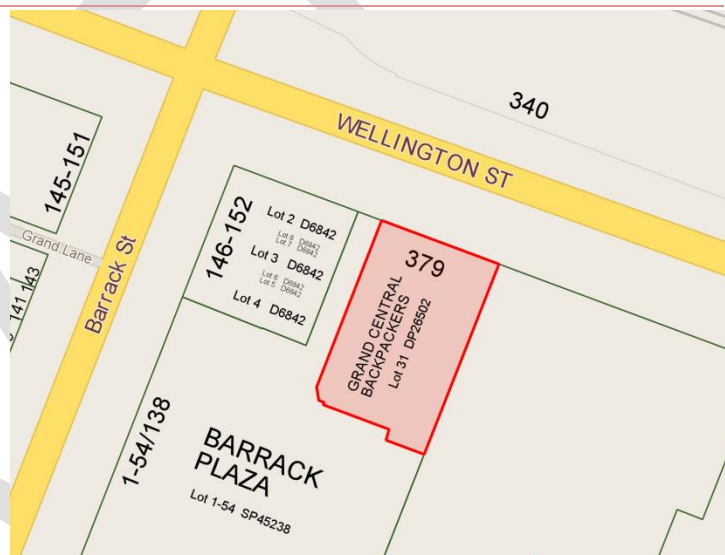 340
WELLINGTON ST
145-151
Grand Lane
141 143
Barrack St
146-152
Lot 2 D6842
Lot 8 D6842
Lot 7 D6842
Lot 3 D6842
Lot 6 D6842
Lot 5 D6842
Lot 4 D6842
379
GRAND CENTRAL
BACKPACKERS
Lot 31 DP26502
1-54/138
BARRACK
PLAZA
Lot 1-54 SP45238